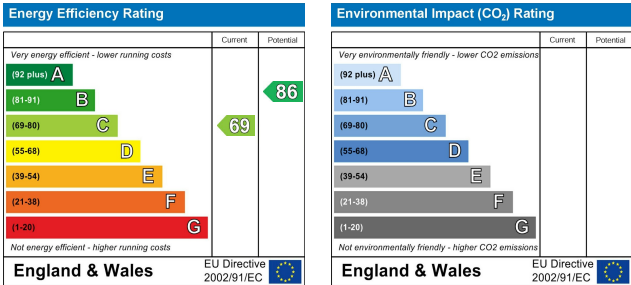 Energy Efficiency Rating
Current Potential
Very energy efficient - lower running costs
(92 plus) A
(81-91) B
(69-80) C
(55-68) D
(39-54) E
(21-38) F
(1-20) G
69
86
Not energy efficient - higher running costs
England & Wales
EU Directive
2002/91/EC
Environmental Impact (CO₂) Rating
Current Potential
Very environmentally friendly - lower CO2 emissions
(92 plus) A
(81-91) B
(69-80) C
(55-68) D
(39-54) E
(21-38) F
(1-20) G
Not environmentally friendly - higher CO2 emissions
England & Wales
EU Directive
2002/91/EC